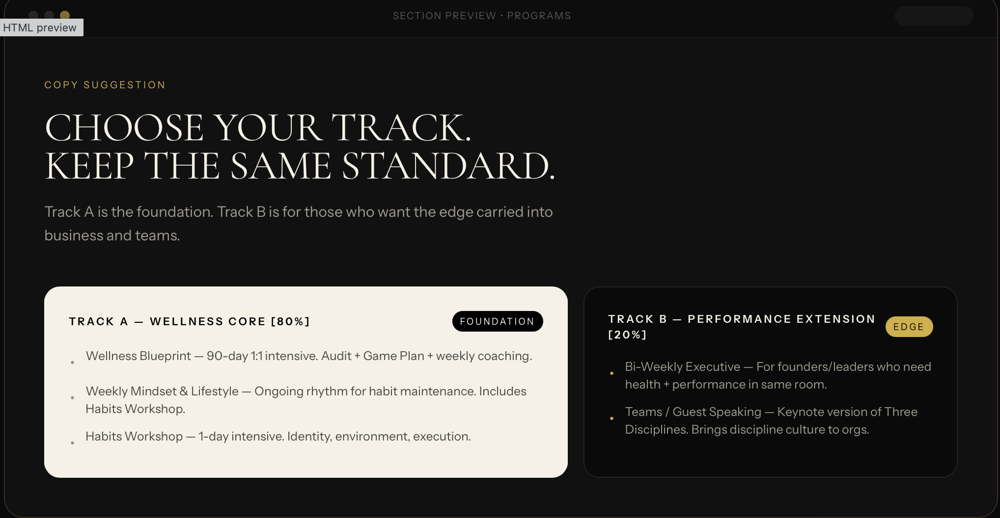 SECTION PREVIEW • PROGRAMS
HTML preview
COPY SUGGESTION
CHOOSE YOUR TRACK.
KEEP THE SAME STANDARD.
Track A is the foundation. Track B is for those who want the edge carried into
business and teams.
TRACK A — WELLNESS CORE [80%]
FOUNDATION
• Wellness Blueprint — 90-day 1:1 intensive. Audit + Game Plan + weekly coaching.
• Weekly Mindset & Lifestyle — Ongoing rhythm for habit maintenance. Includes
Habits Workshop.
• Habits Workshop — 1-day intensive. Identity, environment, execution.
TRACK B — PERFORMANCE EXTENSION
[20%]
EDGE
• Bi-Weekly Executive — For founders/leaders who need
health + performance in same room.
• Teams / Guest Speaking — Keynote version of Three
Disciplines. Brings discipline culture to orgs.